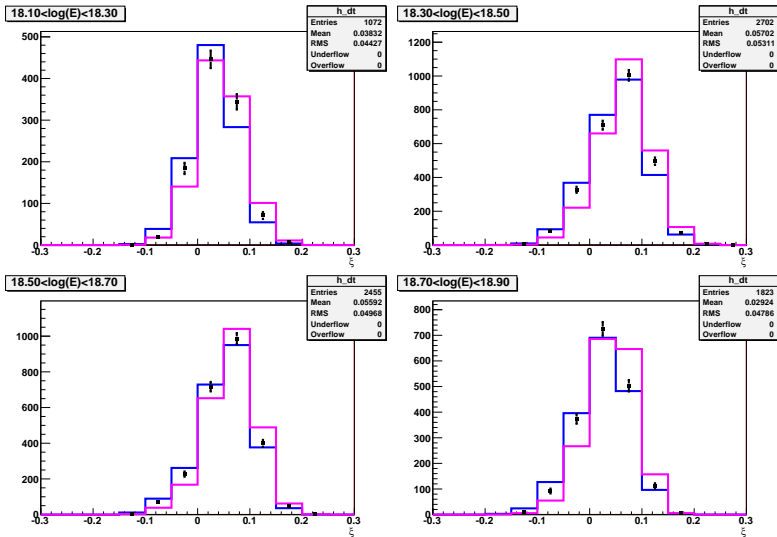 18.10<log(E)<18.30
h_dt
Entries 1072
Mean 0.03832
RMS 0.04427
Underflow 0
Overflow 0
500
400
300
200
100
0
-0.3 -0.2 -0.1 0 0.1 0.2 0.3
ξ
18.30<log(E)<18.50
h_dt
Entries 2702
Mean 0.05702
RMS 0.05311
Underflow 0
Overflow 0
1200
1000
800
600
400
200
0
-0.3 -0.2 -0.1 0 0.1 0.2 0.3
ξ
18.50<log(E)<18.70
h_dt
Entries 2455
Mean 0.05592
RMS 0.04968
Underflow 0
Overflow 0
1000
800
600
400
200
0
-0.3 -0.2 -0.1 0 0.1 0.2 0.3
ξ
18.70<log(E)<18.90
h_dt
Entries 1823
Mean 0.02924
RMS 0.04786
Underflow 0
Overflow 0
800
700
600
500
400
300
200
100
0
-0.3 -0.2 -0.1 0 0.1 0.2 0.3
ξ